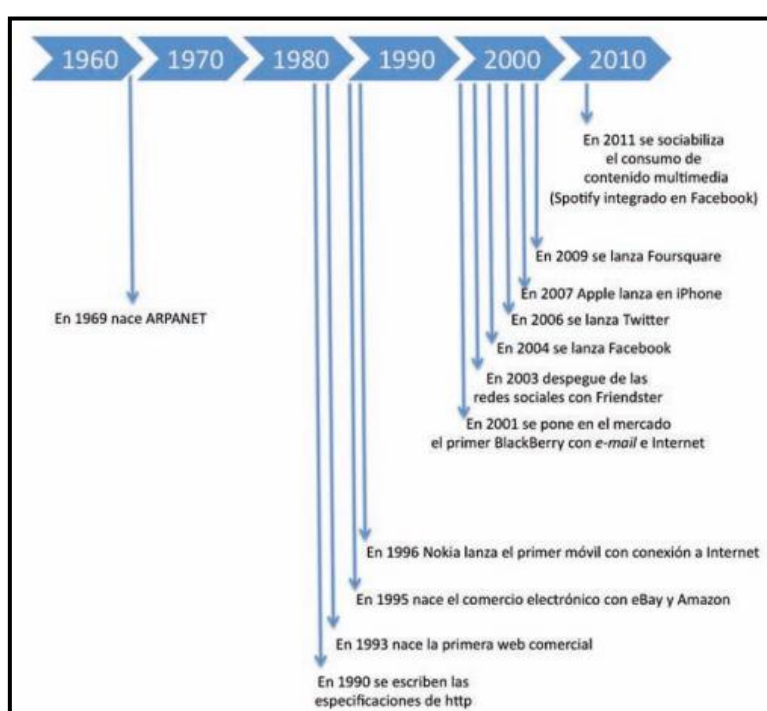 1960 1970 1980 1990 2000 2010
En 2011 se sociabiliza
el consumo de
contenido multimedia
(Spotify integrado en Facebook)
En 2009 se lanza Foursquare
En 2007 Apple lanza en iPhone
En 1969 nace ARPANET
En 2006 se lanza Twitter
En 2004 se lanza Facebook
En 2003 despegue de las
redes sociales con Friendster
En 2001 se pone en el mercado
el primer BlackBerry con e-mail e Internet
En 1996 Nokia lanza el primer móvil con conexión a Internet
En 1995 nace el comercio electrónico con eBay y Amazon
En 1993 nace la primera web comercial
En 1990 se escriben las
especificaciones de http